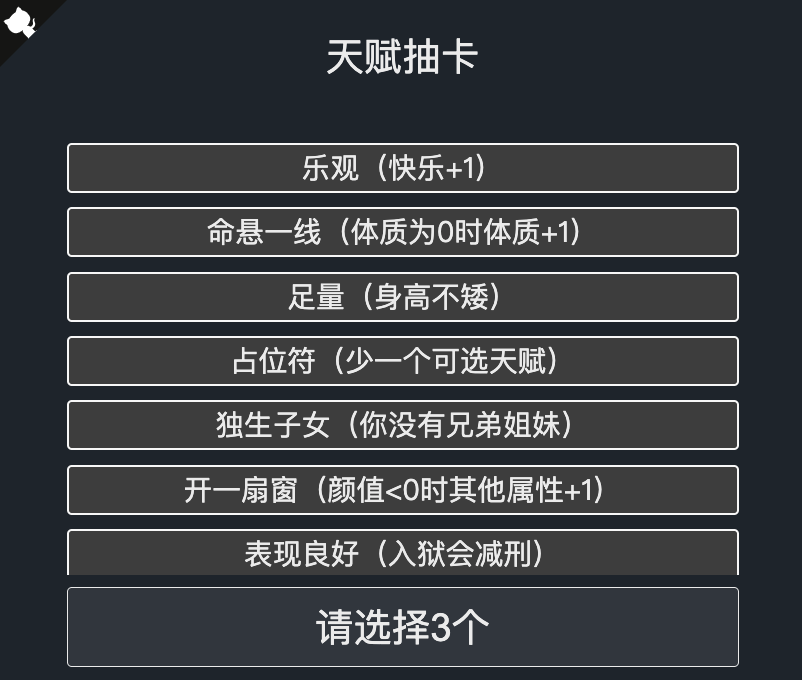 天赋抽卡
乐观（快乐+1）
命悬一线（体质为0时体质+1）
足量（身高不矮）
占位符（少一个可选天赋）
独生子女（你没有兄弟姐妹）
开一扇窗（颜值<0时其他属性+1）
表现良好（入狱会减刑）
请选择3个